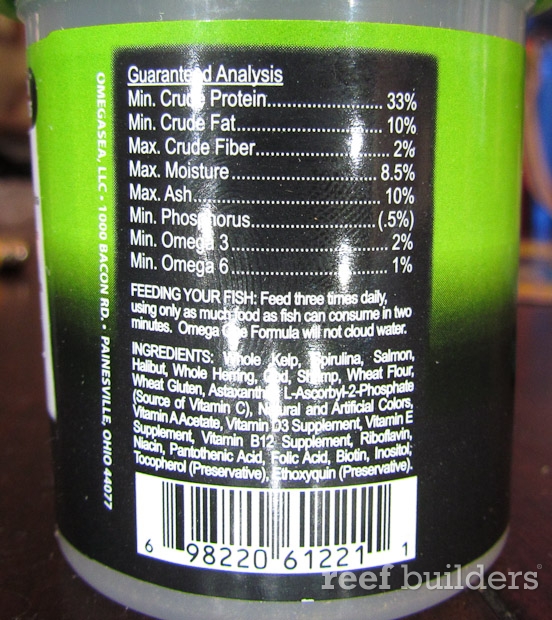 OMEGASEA, LLC • 1000 BACON RD. • PAINESVILLE, OHIO 44077
Guaranteed Analysis
Min. Crude Protein........................ 33%
Min. Crude Fat.............................. 10%
Max. Crude Fiber........................... 2%
Max. Moisture.............................. 8.5%
Max. Ash...................................... 10%
Min. Phosphorus........................(.5%)
Min. Omega 3................................ 2%
Min. Omega 6................................ 1%
FEEDING YOUR FISH: Feed three times daily,
using only as much food as fish can consume in two
minutes. Omega One Formula will not cloud water.
INGREDIENTS: Whole Kelp, Spirulina, Salmon,
Halibut, Whole Herring, Cod, Shrimp, Wheat Flour,
Wheat Gluten, Astaxanthin, L-Ascorbyl-2-Phosphate
(Source of Vitamin C), Natural and Artificial Colors,
Vitamin A Acetate, Vitamin D3 Supplement, Vitamin E
Supplement, Vitamin B12 Supplement, Riboflavin,
Niacin, Pantothenic Acid, Folic Acid, Biotin, Inositol,
Tocopherol (Preservative), Ethoxyquin (Preservative).
6 98220 61221 1
reef builders